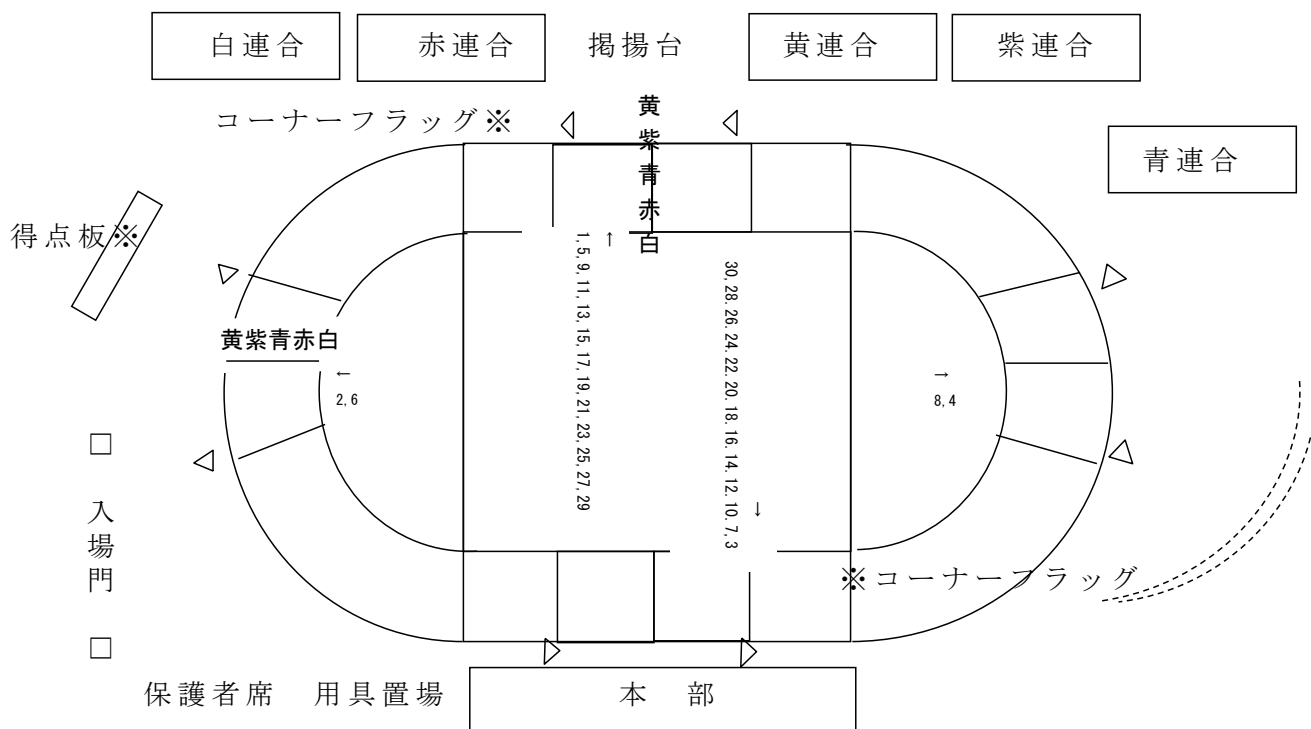 白連合
赤連合
掲揚台
黄連合
紫連合
コーナーフラッグ※
黄紫青赤白
青連合
得点板※
↑
1, 5, 9, 11, 13, 15, 17, 19, 21, 23, 25, 27, 29
30, 28. 26. 24. 22. 20. 18. 16. 14. 12. 10. 7, 3
↓
黄紫青赤白
←
2, 6
→
8, 4
□
入場門
□
※コーナーフラッグ
保護者席
用具置場
本 部